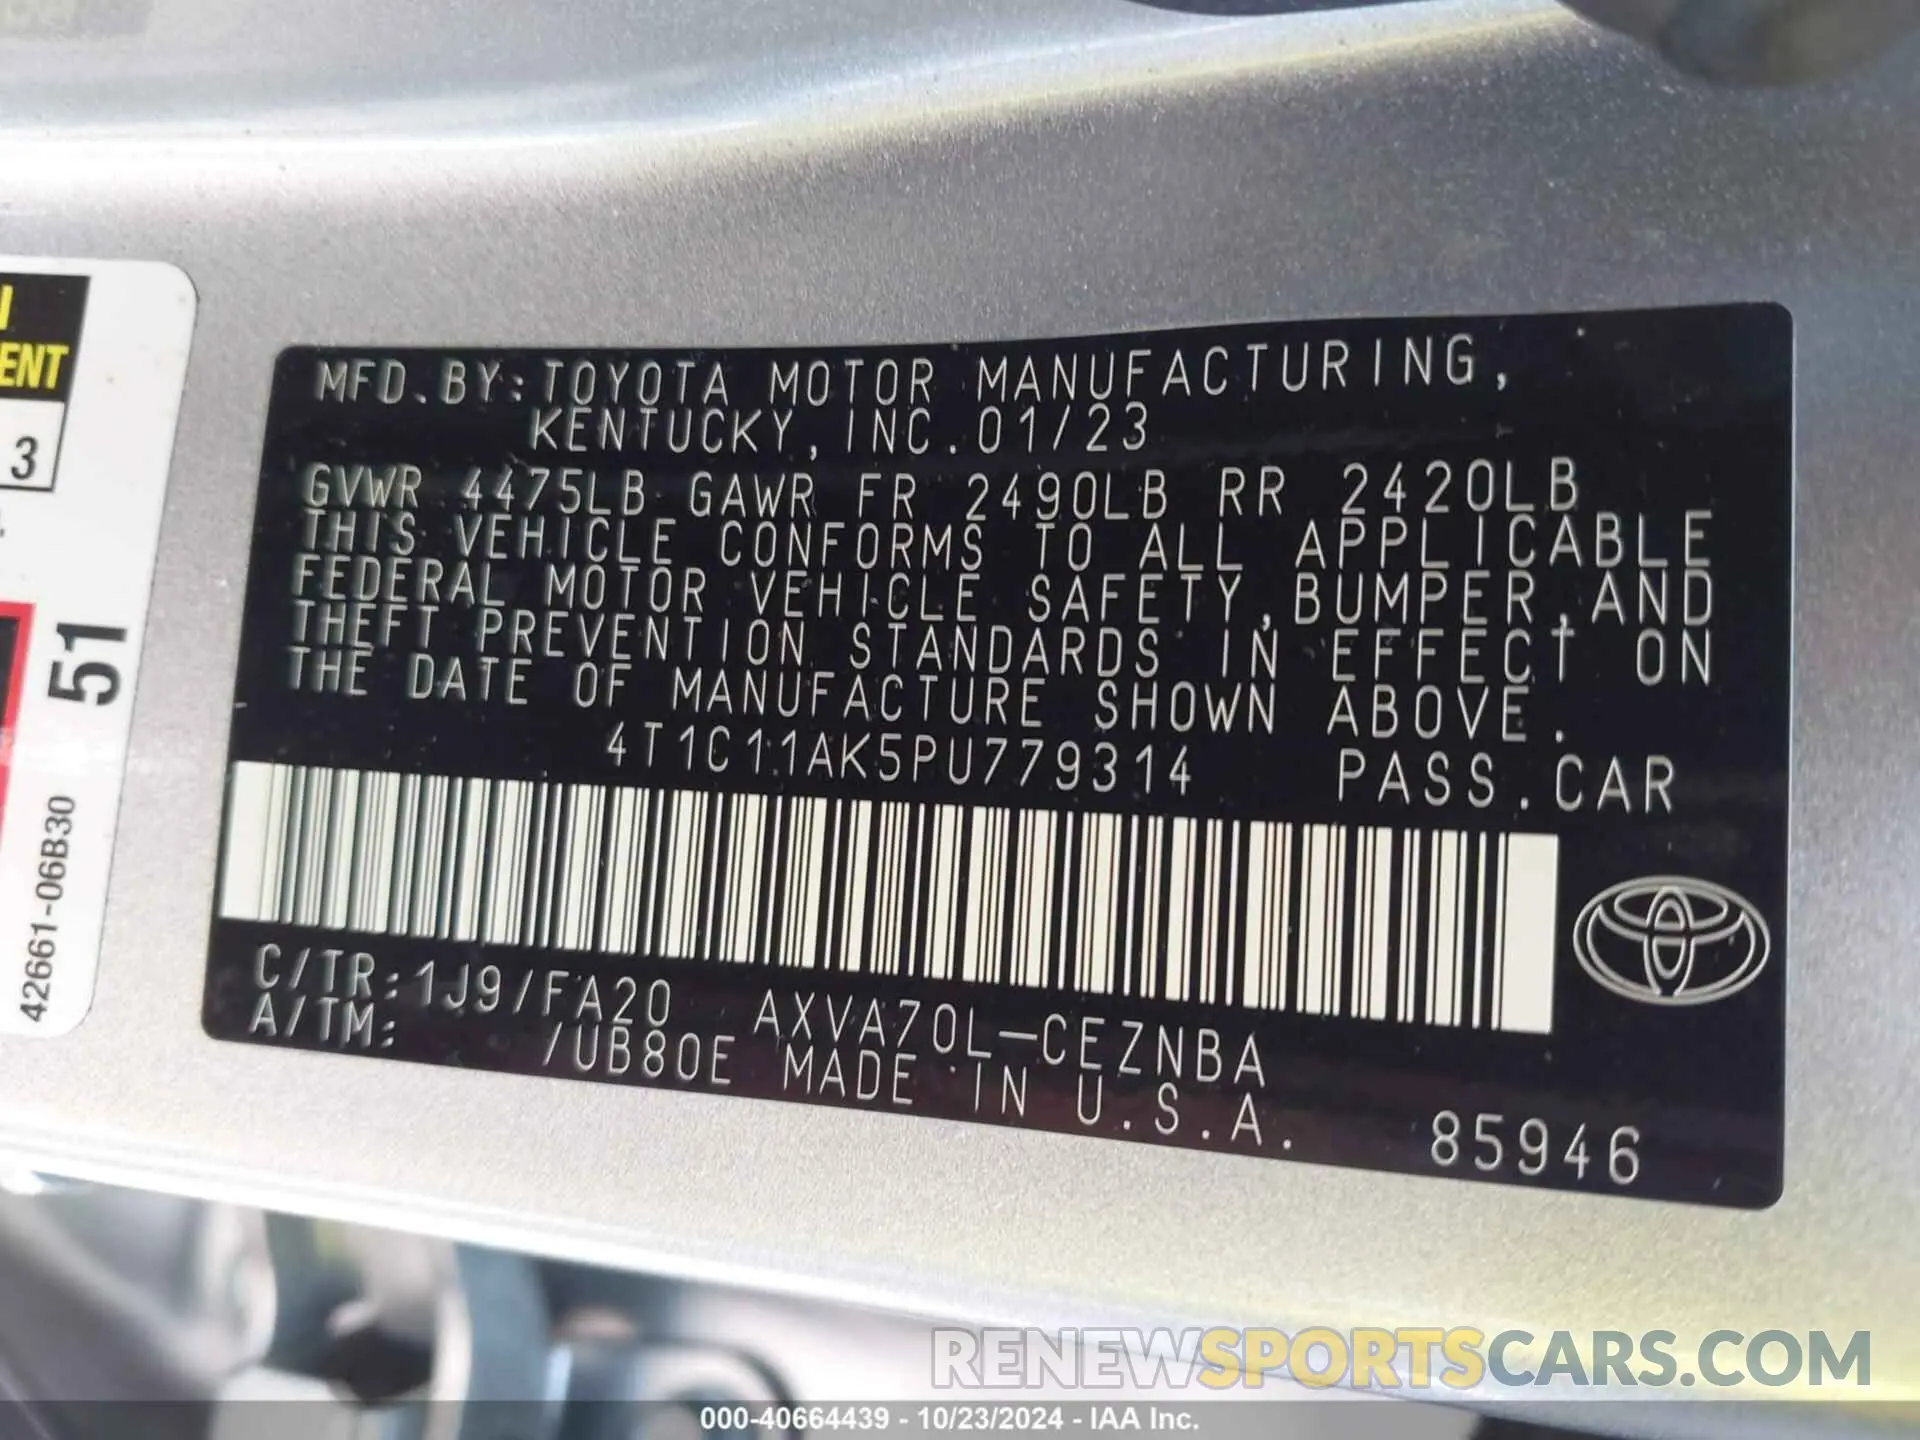 ENT
3
51
42661-06B30
MFD.BY:TOYOTA MOTOR MANUFACTURING,
KENTUCKY,INC.01/23
GVWR 4475LB GAWR FR 2490LB RR 2420LB
THIS VEHICLE CONFORMS TO ALL APPLICABLE
FEDERAL MOTOR VEHICLE SAFETY,BUMPER,AND
THEFT PREVENTION STANDARDS IN EFFECT ON
THE DATE OF MANUFACTURE SHOWN ABOVE.
4T1C11AK5PU779314 PASS.CAR
C/TR:1J9/FA20 AXVA70L-CEZNBA
A/TM: /UB80E MADE IN U.S.A.
85946
RENEWSPORTSCARS.COM
000-40664439 - 10/23/2024 - IAA Inc.